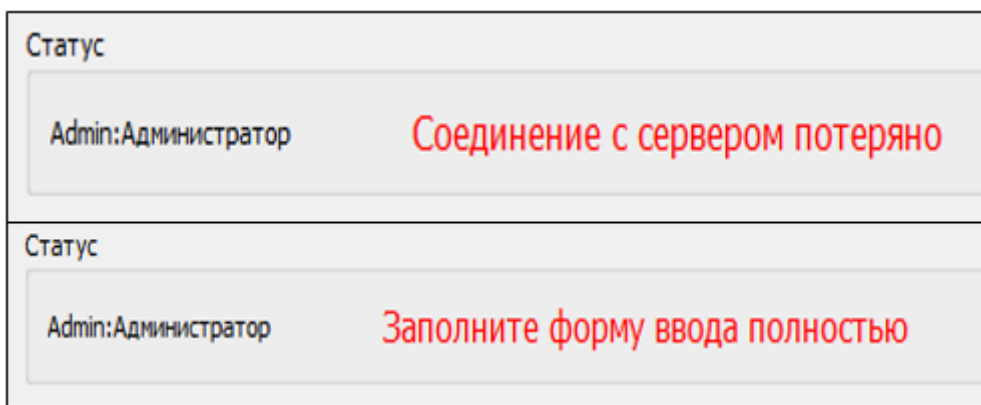 Статус
Admin:Администратор Соединение с сервером потеряно
Статус
Admin:Администратор Заполните форму ввода полностью